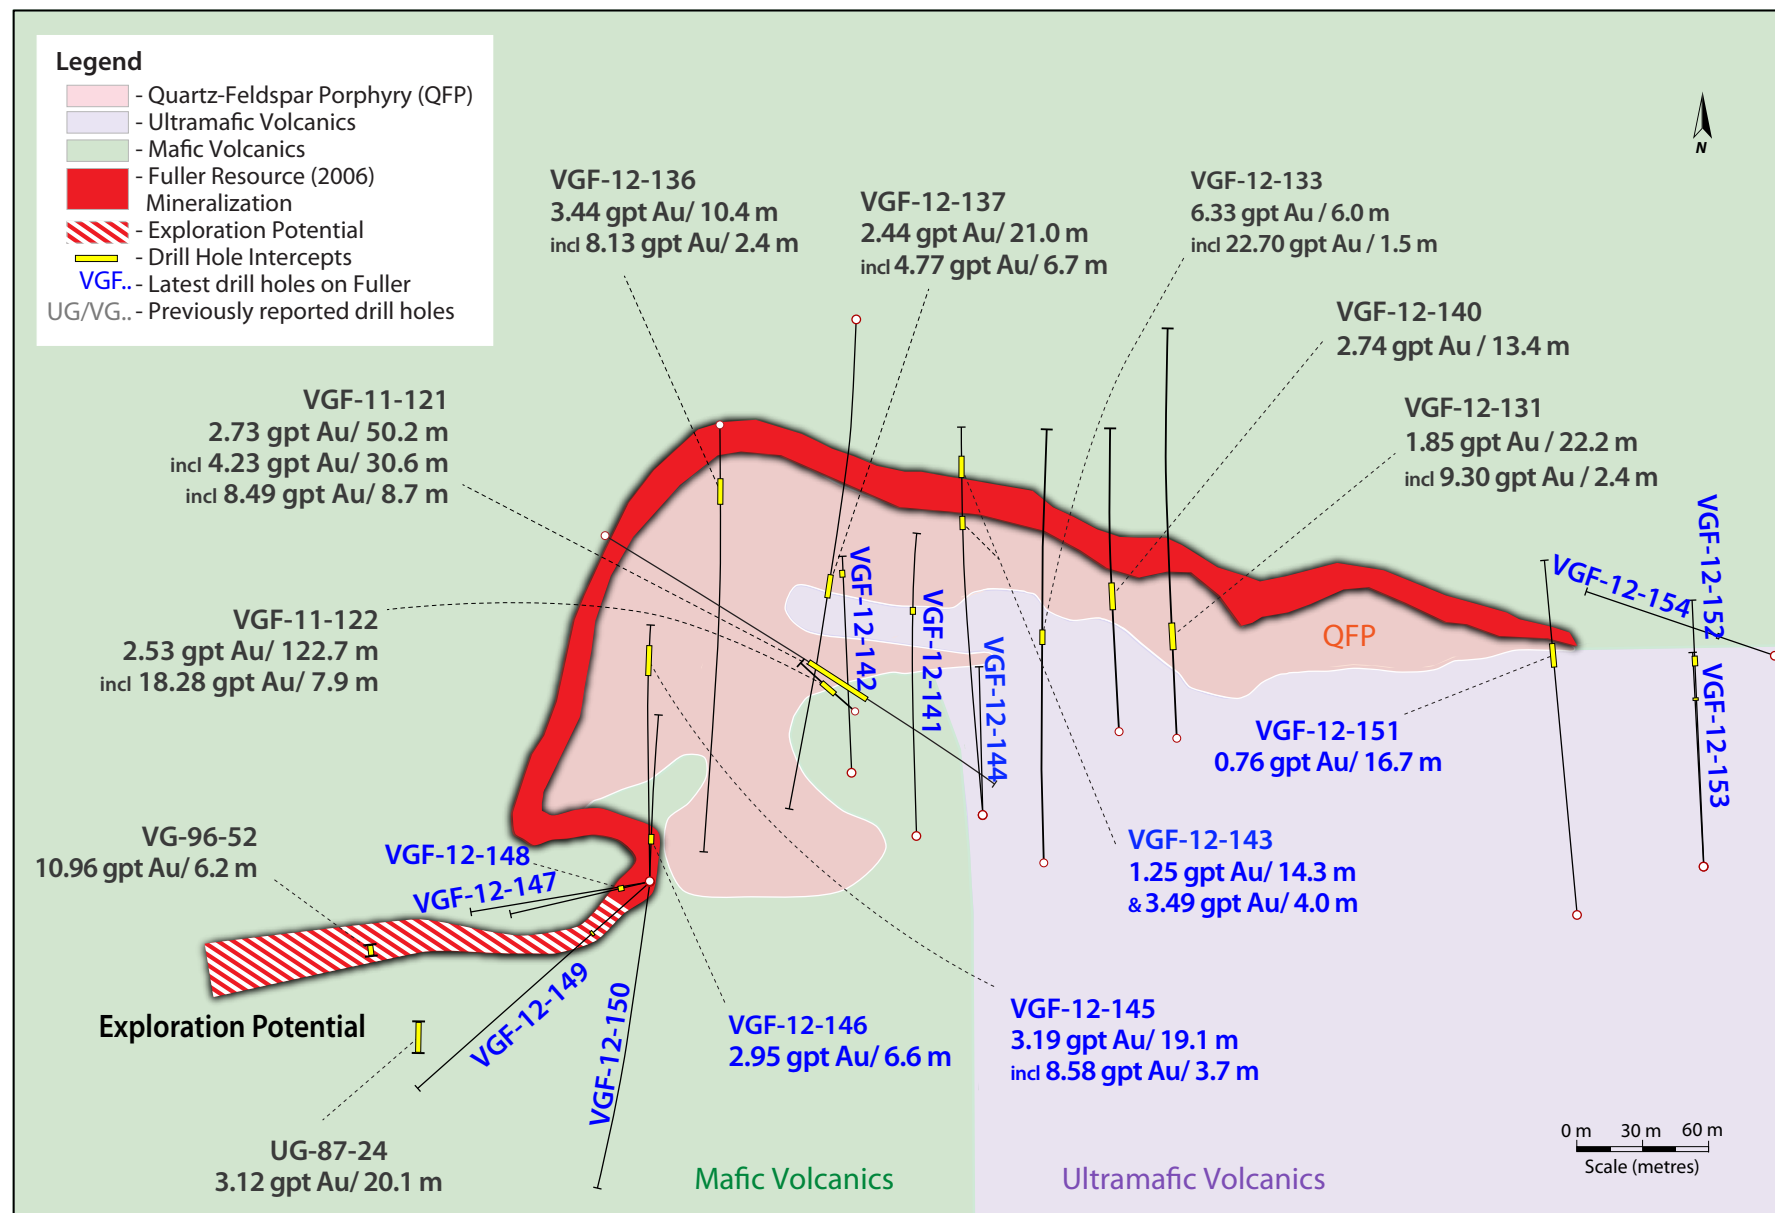 Legend
- Quartz-Feldspar Porphyry (QFP)
- Ultramafic Volcanics
- Mafic Volcanics
- Fuller Resource (2006)
Mineralization
- Exploration Potential
- Drill Hole Intercepts
VGF.. - Latest drill holes on Fuller
UG/VG.. - Previously reported drill holes
N
VGF-12-136
3.44 gpt Au/ 10.4 m
incl 8.13 gpt Au/ 2.4 m
VGF-12-137
2.44 gpt Au/ 21.0 m
incl 4.77 gpt Au/ 6.7 m
VGF-12-133
6.33 gpt Au / 6.0 m
incl 22.70 gpt Au / 1.5 m
VGF-12-140
2.74 gpt Au / 13.4 m
VGF-12-131
1.85 gpt Au / 22.2 m
incl 9.30 gpt Au / 2.4 m
VGF-11-121
2.73 gpt Au/ 50.2 m
incl 4.23 gpt Au/ 30.6 m
incl 8.49 gpt Au/ 8.7 m
VGF-11-122
2.53 gpt Au/ 122.7 m
incl 18.28 gpt Au/ 7.9 m
VGF-12-142
VGF-12-141
VGF-12-144
QFP
VGF-12-154
VGF-12-152
VGF-12-153
VGF-12-151
0.76 gpt Au/ 16.7 m
VG-96-52
10.96 gpt Au/ 6.2 m
VGF-12-148
VGF-12-147
VGF-12-143
1.25 gpt Au/ 14.3 m
& 3.49 gpt Au/ 4.0 m
VGF-12-149
VGF-12-150
Exploration Potential
VGF-12-146
2.95 gpt Au/ 6.6 m
VGF-12-145
3.19 gpt Au/ 19.1 m
incl 8.58 gpt Au/ 3.7 m
UG-87-24
3.12 gpt Au/ 20.1 m
Mafic Volcanics
Ultramafic Volcanics
0 m 30 m 60 m
Scale (metres)